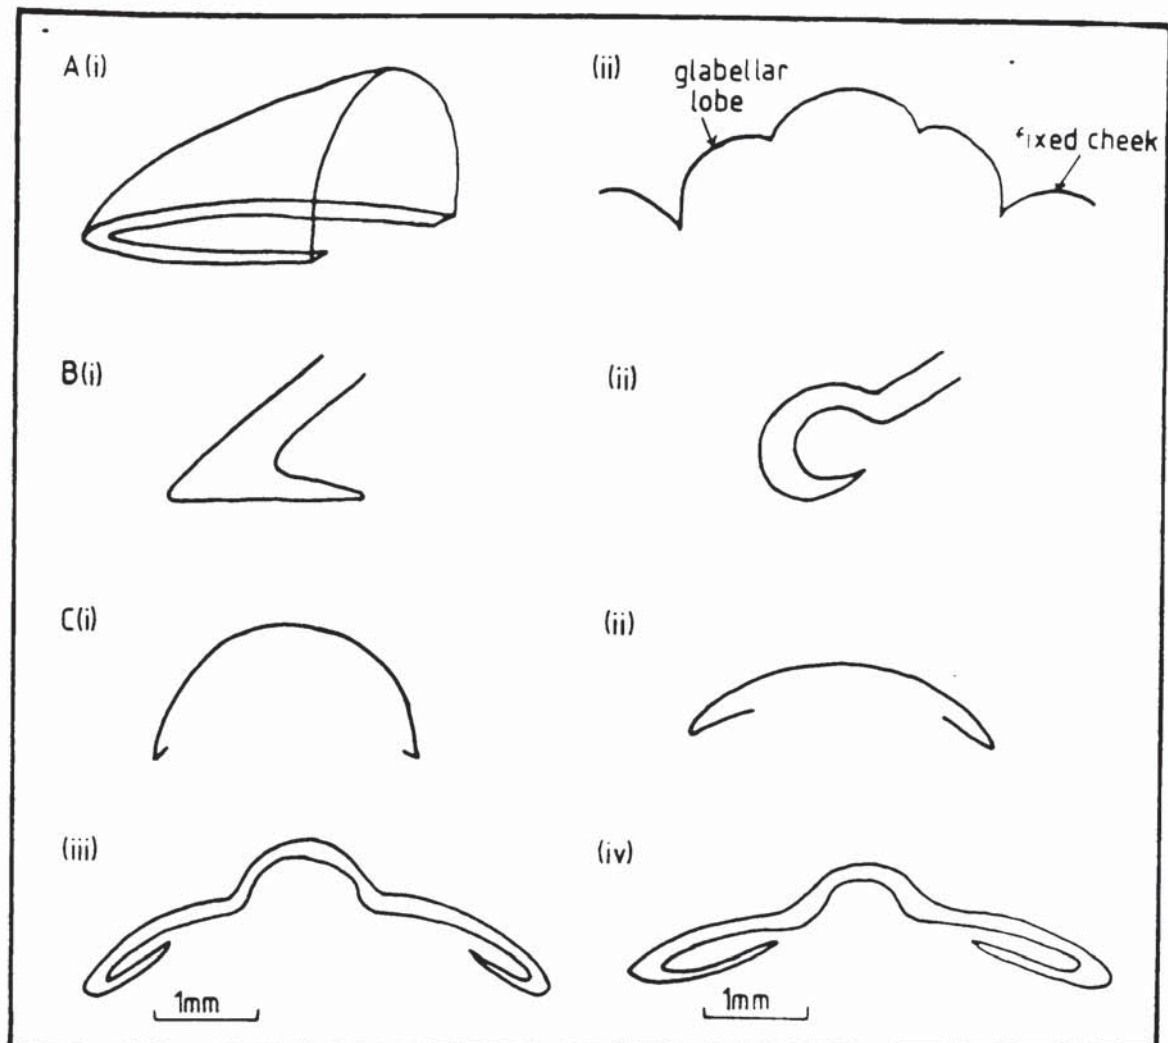 A(i)
(ii)
glabellar
lobe
fixed cheek
B(i)
(ii)
C(i)
(ii)
(iii)
(iv)
1mm
1mm